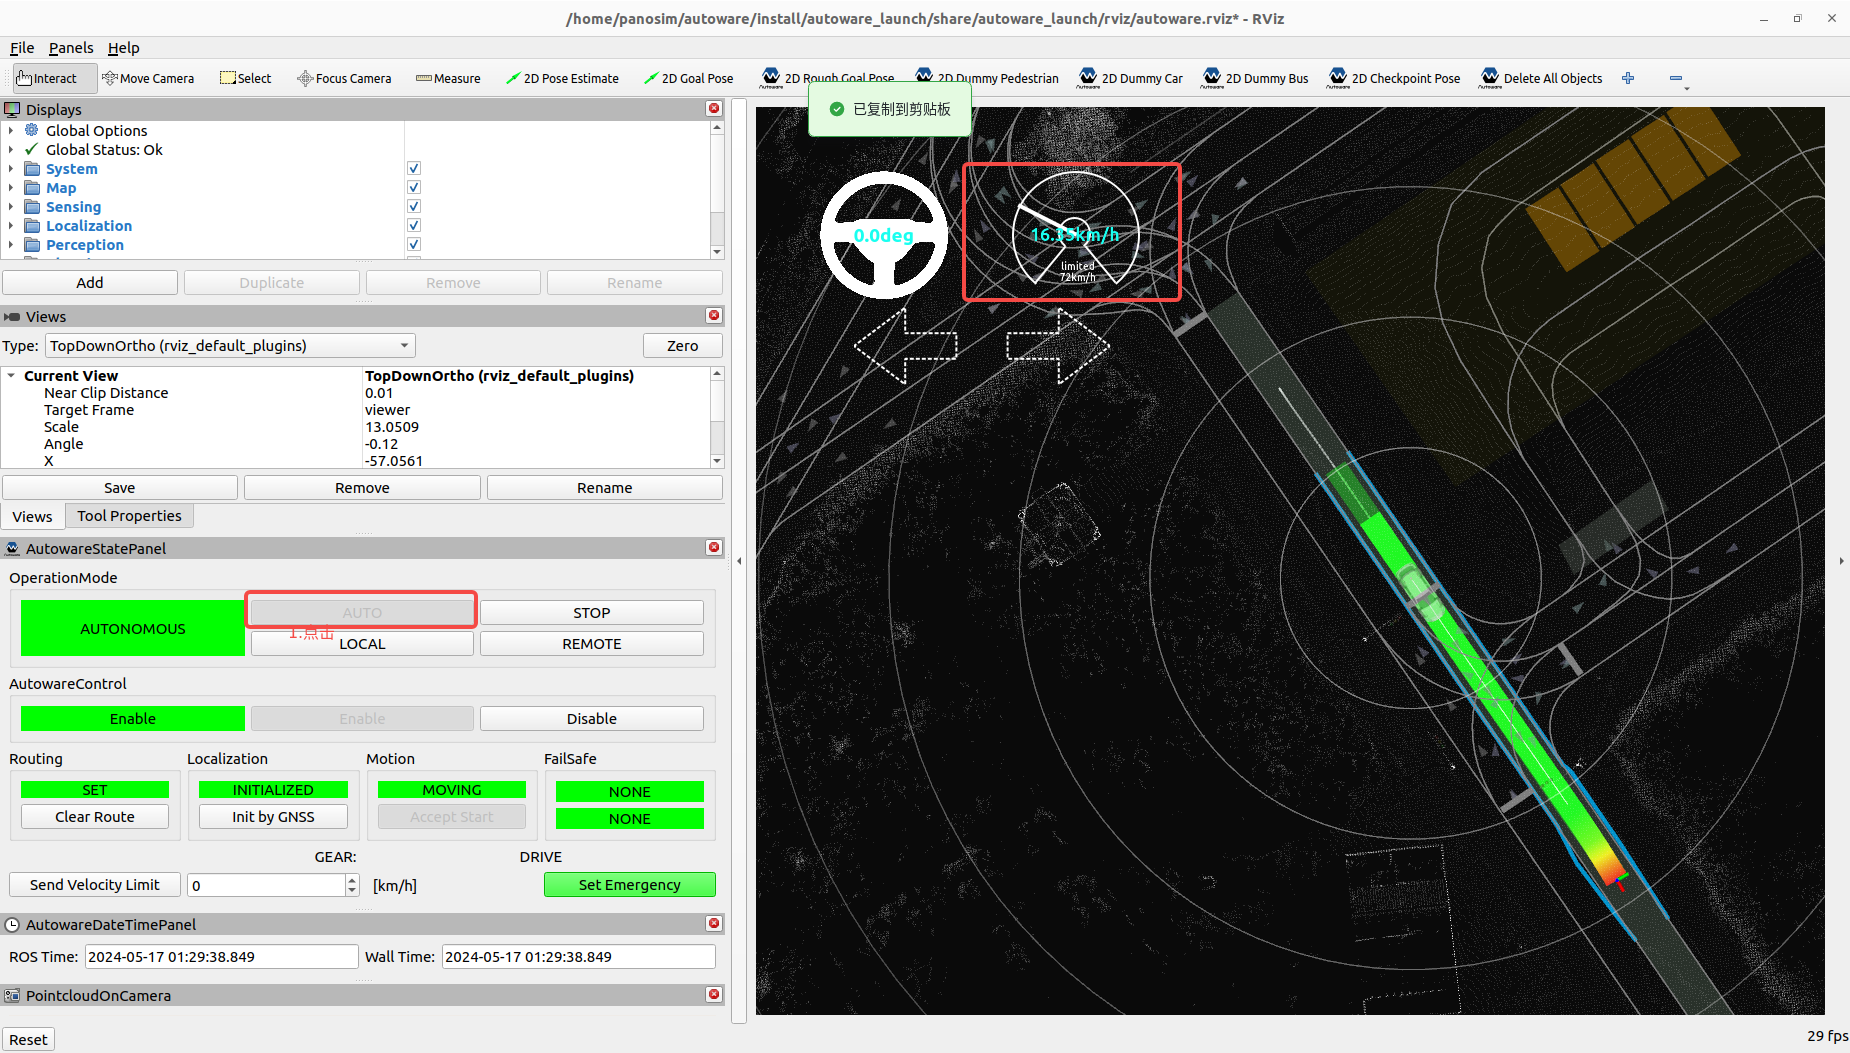 /home/panosim/autoware/install/autoware_launch/share/autoware_launch/rviz/autoware.rviz* - RViz
File Panels Help
Interact Move Camera Select Focus Camera Measure 2D Pose Estimate 2D Goal Pose 2D Rough Goal Pose 2D Dummy Pedestrian 2D Dummy Car 2D Dummy Bus 2D Checkpoint Pose Delete All Objects
已复制到剪贴板
Displays
Global Options
Global Status: Ok
System
Map
Sensing
Localization
Perception
Add Duplicate Remove Rename
Views
Type: TopDownOrtho (rviz_default_plugins) Zero
Current View TopDownOrtho (rviz_default_plugins)
Near Clip Distance 0.01
Target Frame viewer
Scale 13.0509
Angle -0.12
X -57.0561
Save Remove Rename
Views Tool Properties
AutowareStatePanel
OperationMode
AUTONOMOUS AUTO STOP
1.点击
LOCAL REMOTE
AutowareControl
Enable Enable Disable
Routing Localization Motion FailSafe
SET INITIALIZED MOVING NONE
Clear Route Init by GNSS Accept Start NONE
GEAR: DRIVE
Send Velocity Limit 0 [km/h] Set Emergency
AutowareDateTimePanel
ROS Time: 2024-05-17 01:29:38.849 Wall Time: 2024-05-17 01:29:38.849
PointcloudOnCamera
Reset
0.0deg
16.35km/h
limited
72km/h
29 fps